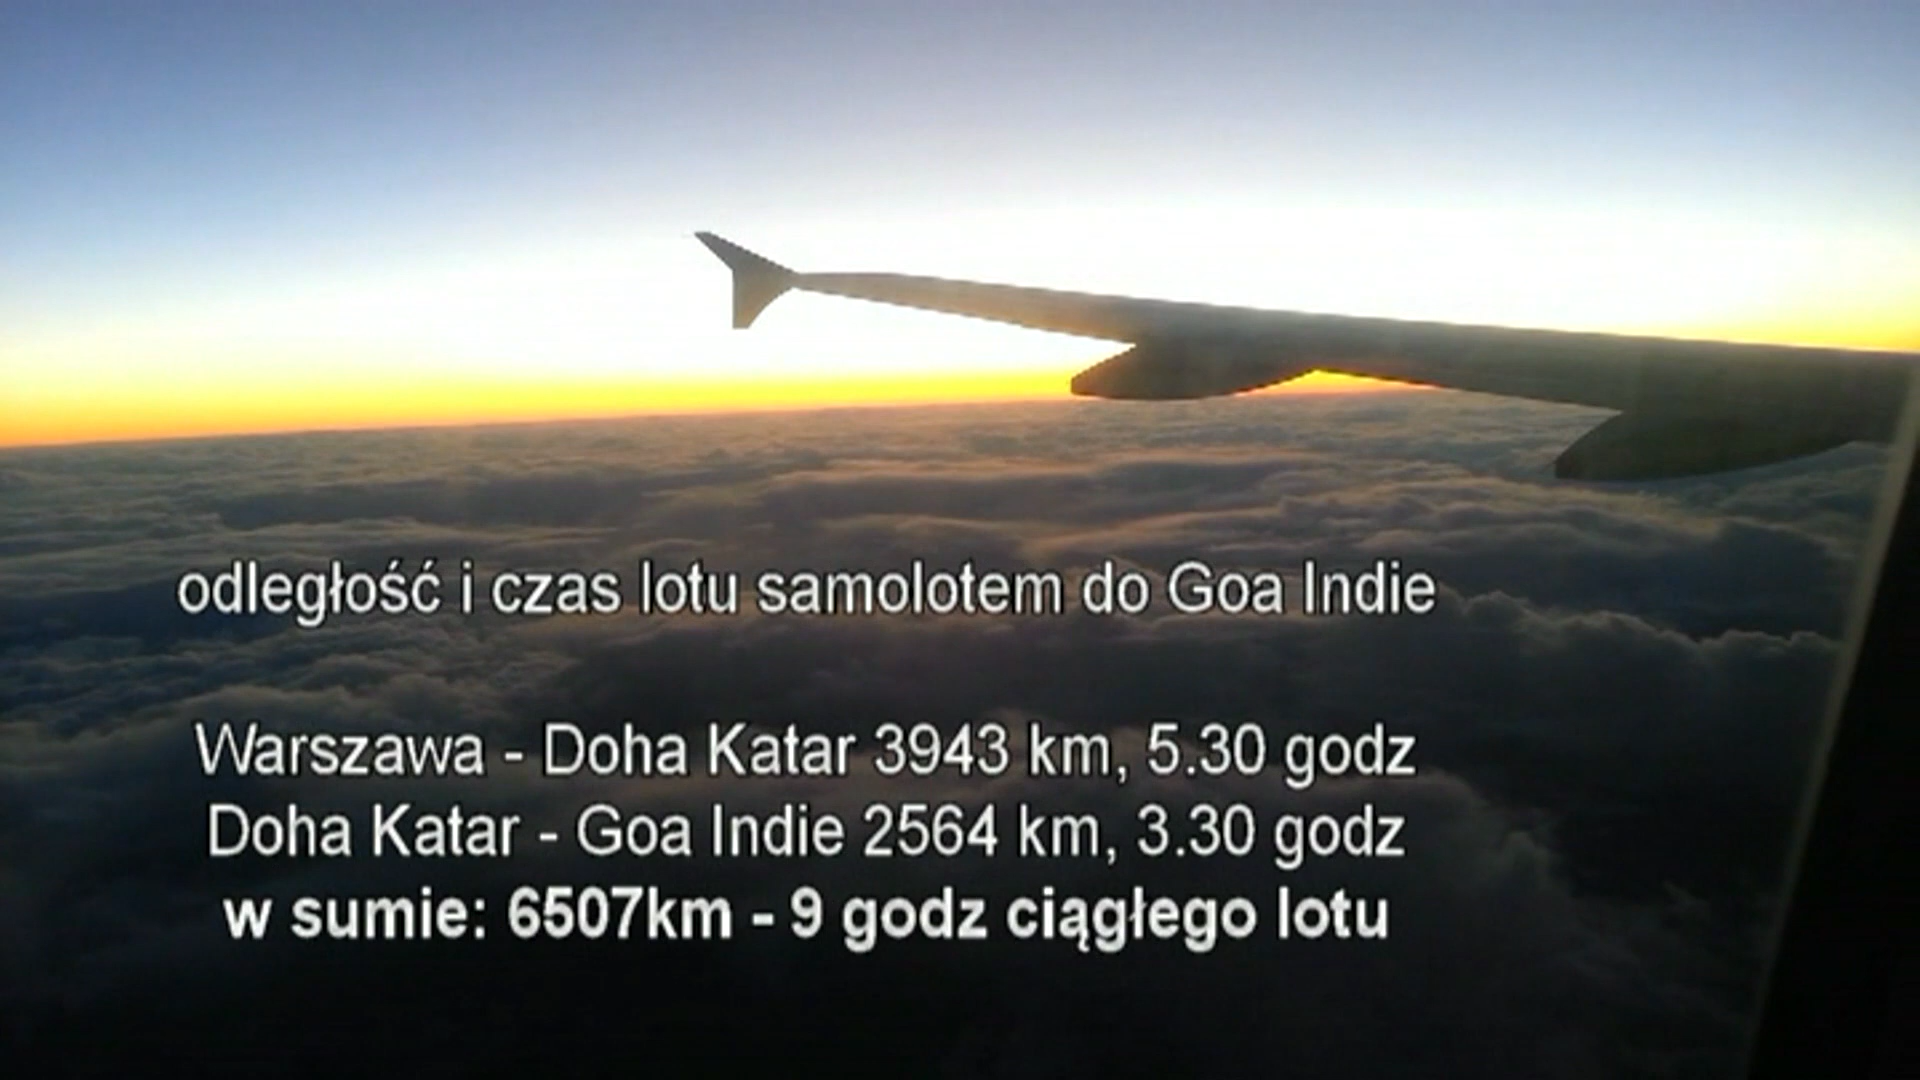 odległość i czas lotu samolotem do Goa Indie
Warszawa - Doha Katar 3943 km, 5.30 godz
Doha Katar - Goa Indie 2564 km, 3.30 godz
w sumie: 6507km - 9 godz ciągłego lotu